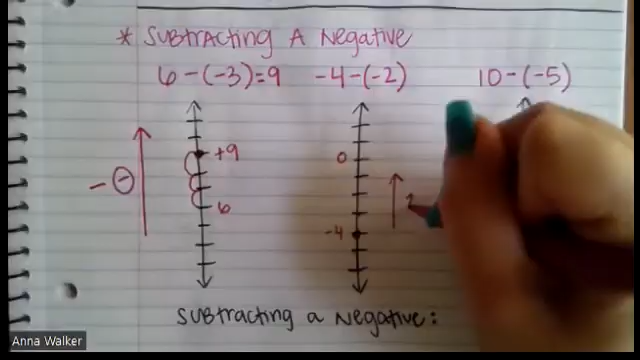 * SUBTRACTING A Negative
6 -(-3)=9 -4-(-2) 10-(-5)
+9
0
- ⊖
6
2
-4
Subtracting a Negative:
Anna Walker